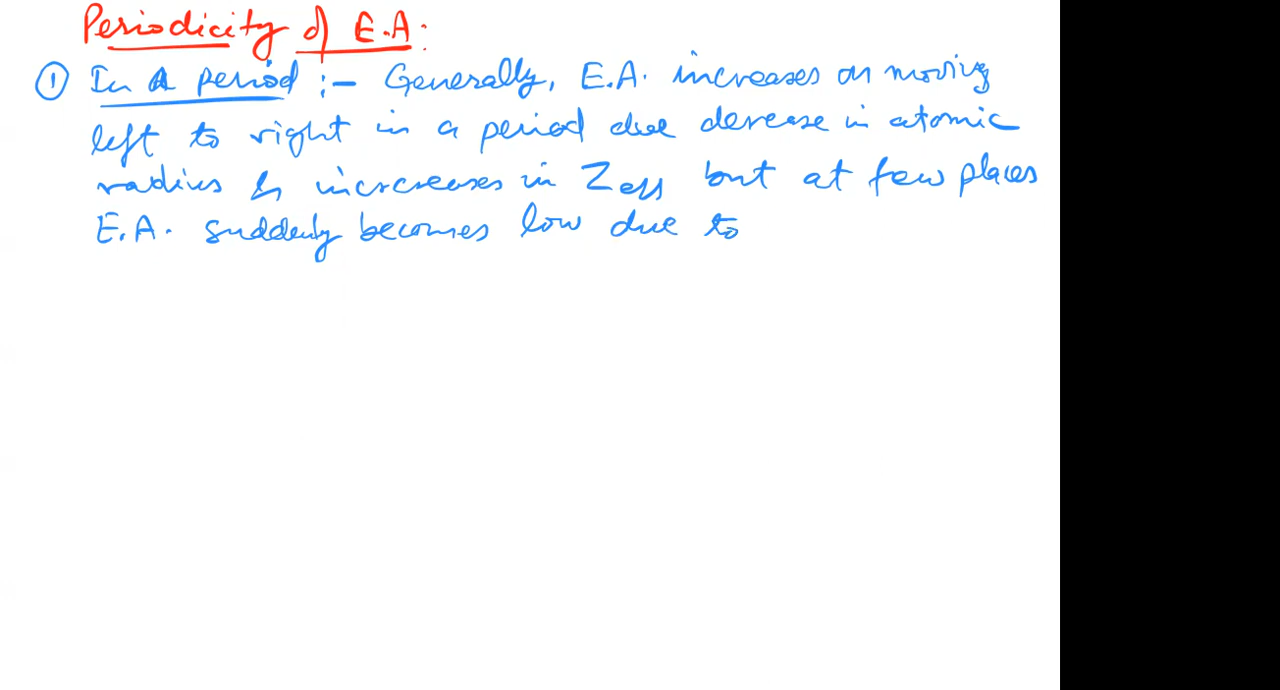 Periodicity of E.A:
① In A period :- Generally, E.A. increases on moving
left to right in a period due derease in atomic
radius & increases in Zeff but at few places
E.A. suddenly becomes low due to